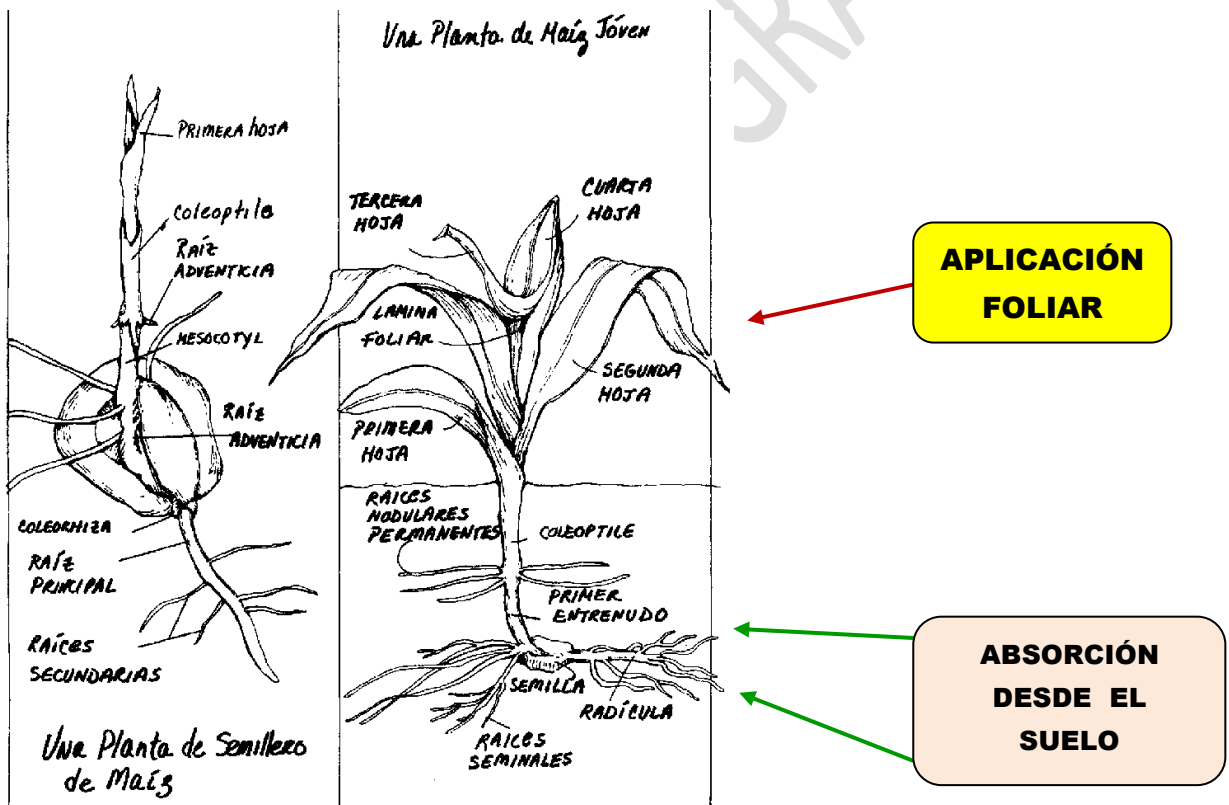 Una Planta de Maíz Jóven
PRIMERA hOJA
Coleoptile
RAÍZ
ADVENTICIA
MESOCOTYL
RAÍZ
ADVENTICIA
COLEORHIZA
RAÍZ
PRINCIPAL
RAÍCES
SECUNDARIAS
Una Planta de Semillero
de Maíz
TERCERA
HOJA
CUARTA
HOJA
LAMINA
FOLIAR
SEGUNDA
HOJA
PRIMERA
HOJA
RAICES
NODULARES
PERMANENTES
COLEOPTILE
PRIMER
ENTRENUDO
SEMILLA
RADÍCULA
RAICES
SEMINALES
APLICACIÓN
FOLIAR
ABSORCIÓN
DESDE EL
SUELO